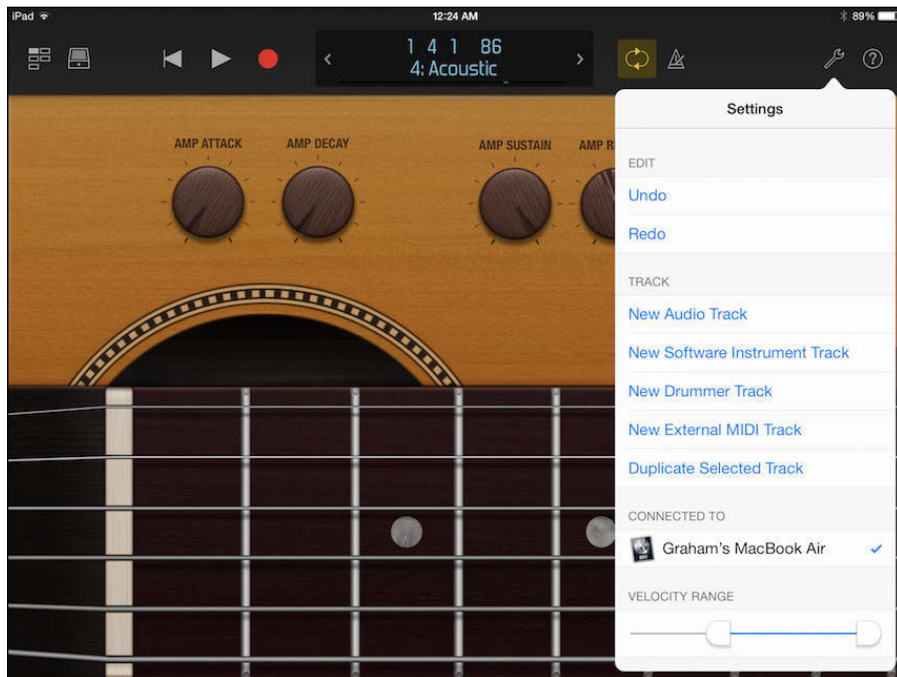 iPad 12:24 AM 89%
1 4 1 86
4: Acoustic
Settings
AMP ATTACK AMP DECAY AMP SUSTAIN AMP R
EDIT
Undo
Redo
TRACK
New Audio Track
New Software Instrument Track
New Drummer Track
New External MIDI Track
Duplicate Selected Track
CONNECTED TO
Graham's MacBook Air
VELOCITY RANGE